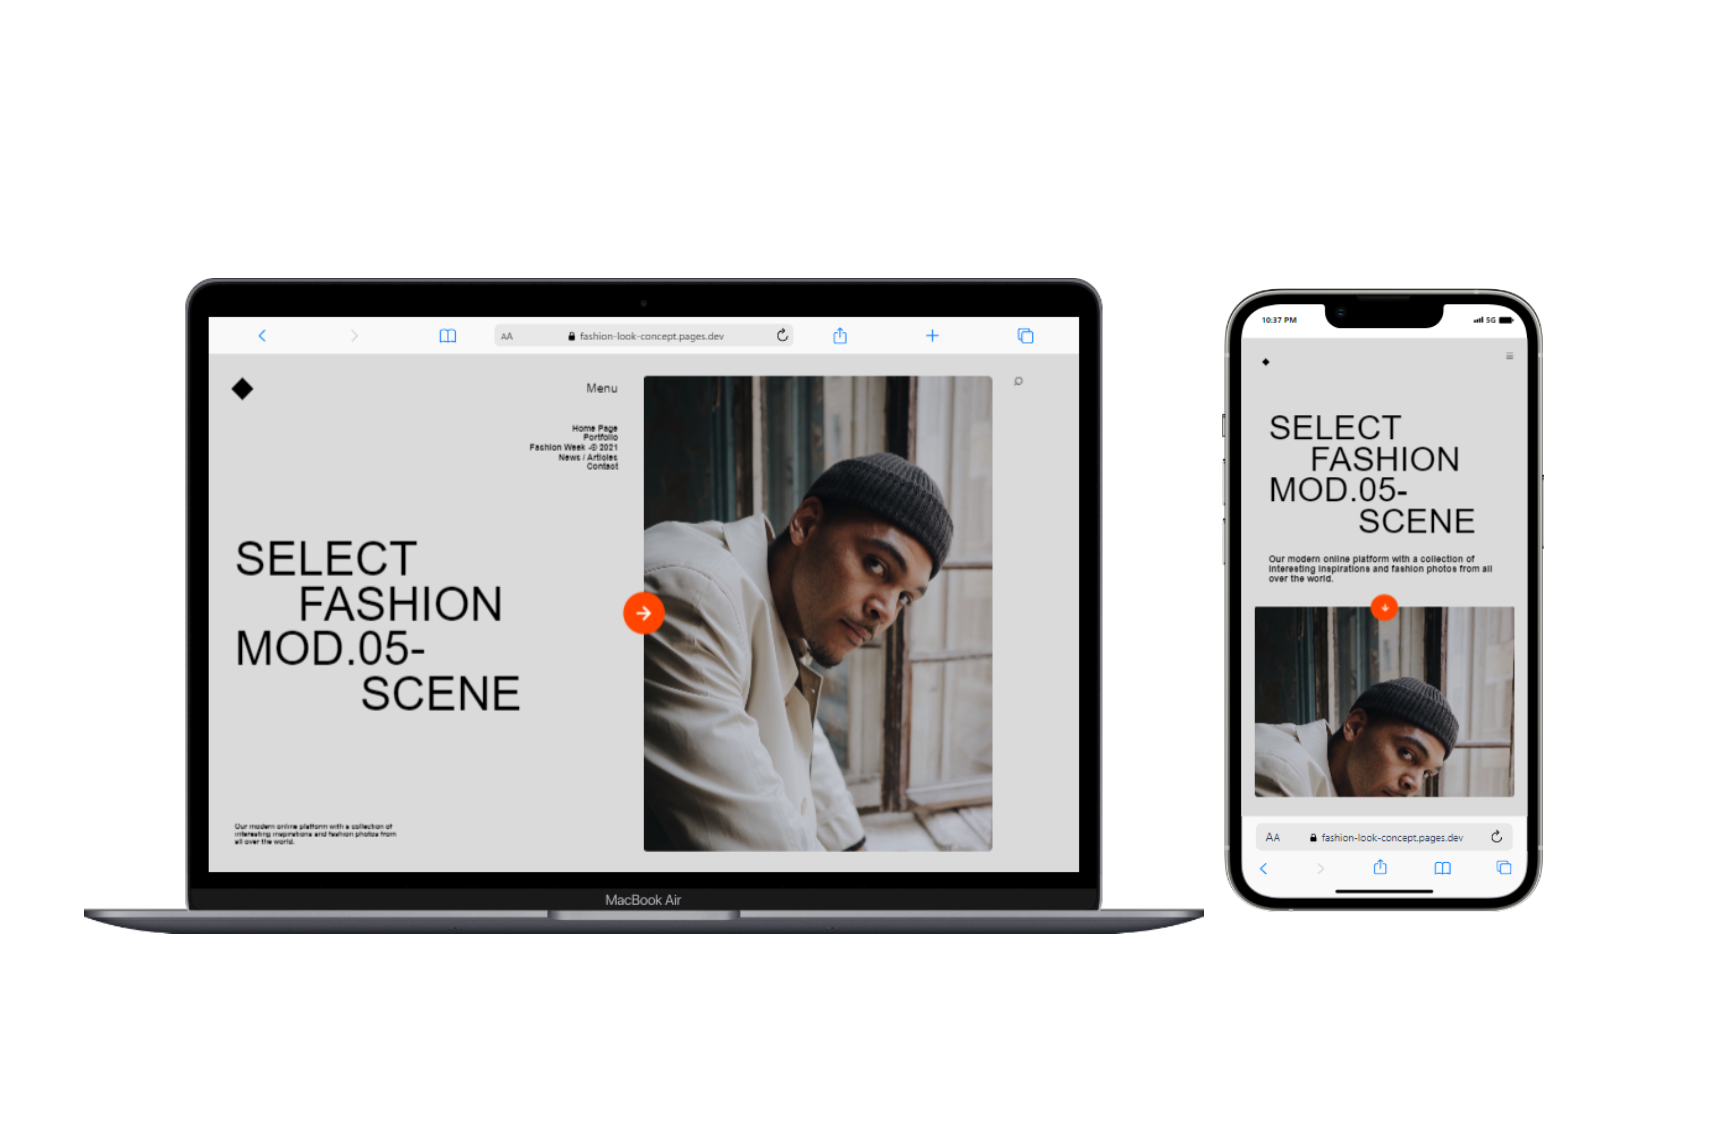 AA
fashion-look-concept.pages.dev
Menu
Home Page
Portfolio
Fashion Week -© 2021
News / Articles
Contact
SELECT
FASHION
MOD.05-
SCENE
Our modern online platform with a collection of
interesting inspirations and fashion photos from
all over the world.
MacBook Air
10:37 PM
5G
SELECT
FASHION
MOD.05-
SCENE
Our modern online platform with a collection of
interesting inspirations and fashion photos from all
over the world.
AA
fashion-look-concept.pages.dev